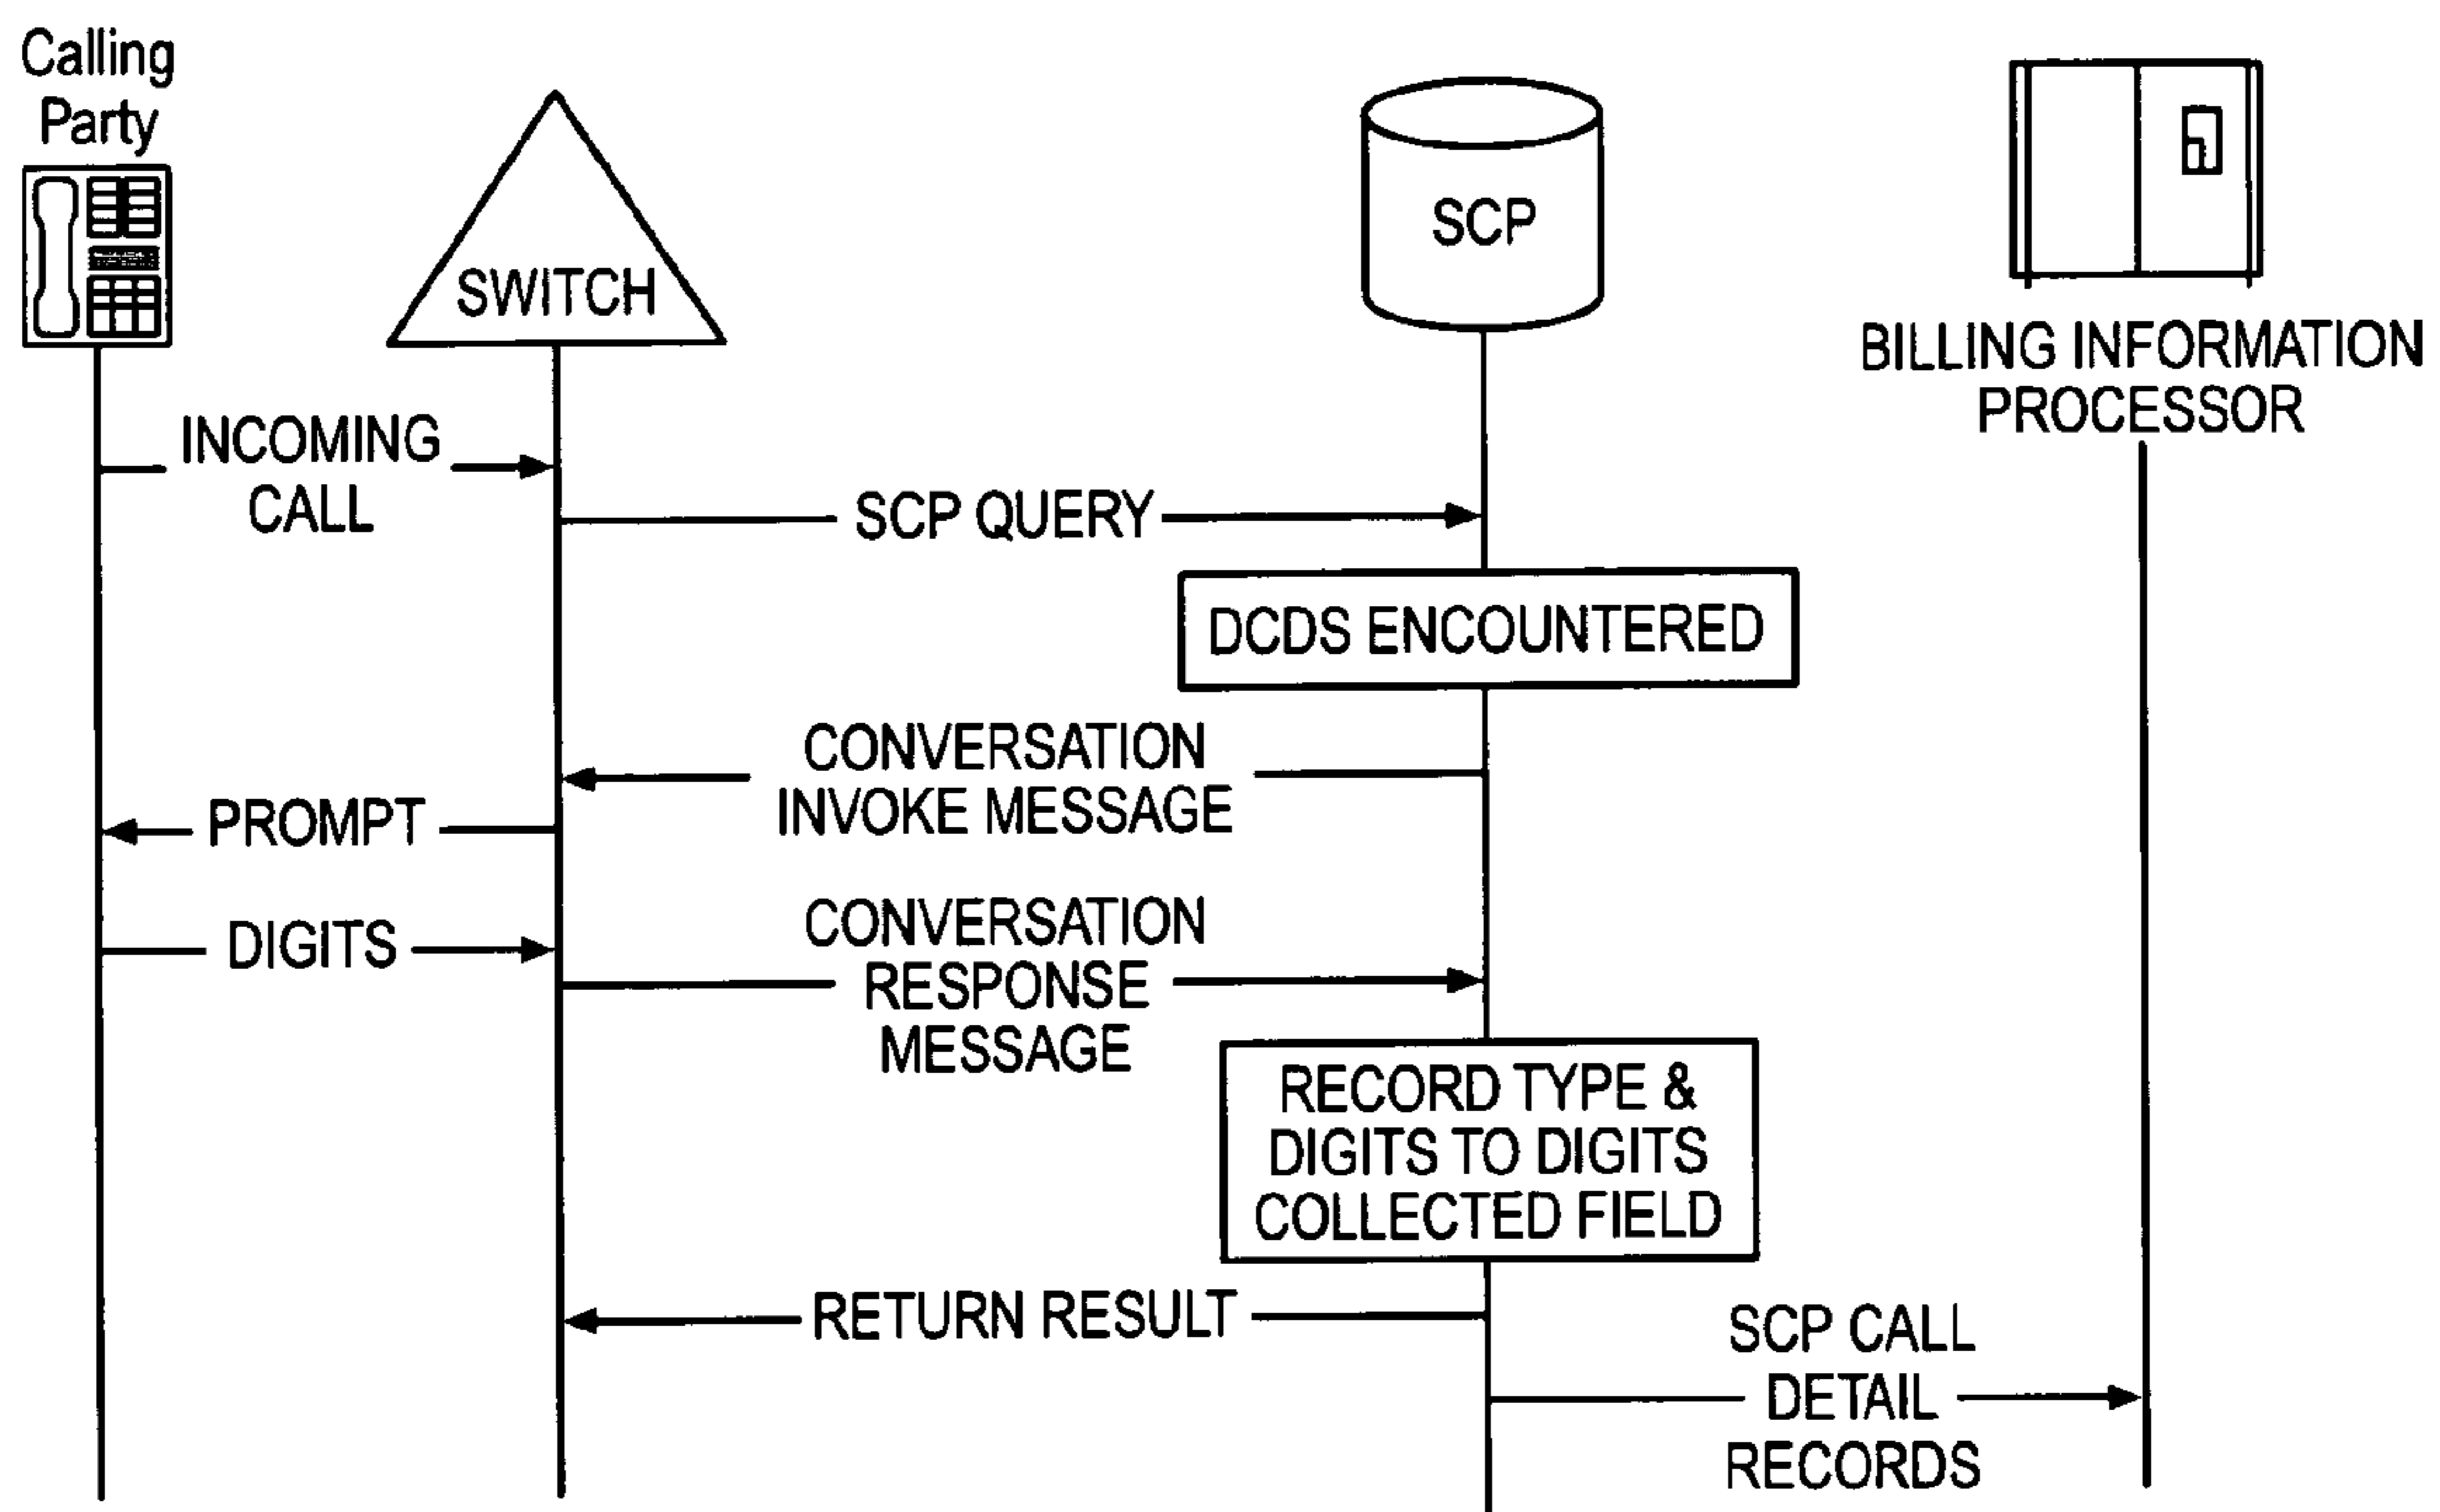 Calling
Party
SWITCH
SCP
BILLING INFORMATION
PROCESSOR
INCOMING
CALL
SCP QUERY
DCDS ENCOUNTERED
CONVERSATION
INVOKE MESSAGE
PROMPT
DIGITS
CONVERSATION
RESPONSE
MESSAGE
RECORD TYPE &
DIGITS TO DIGITS
COLLECTED FIELD
RETURN RESULT
SCP CALL
DETAIL
RECORDS